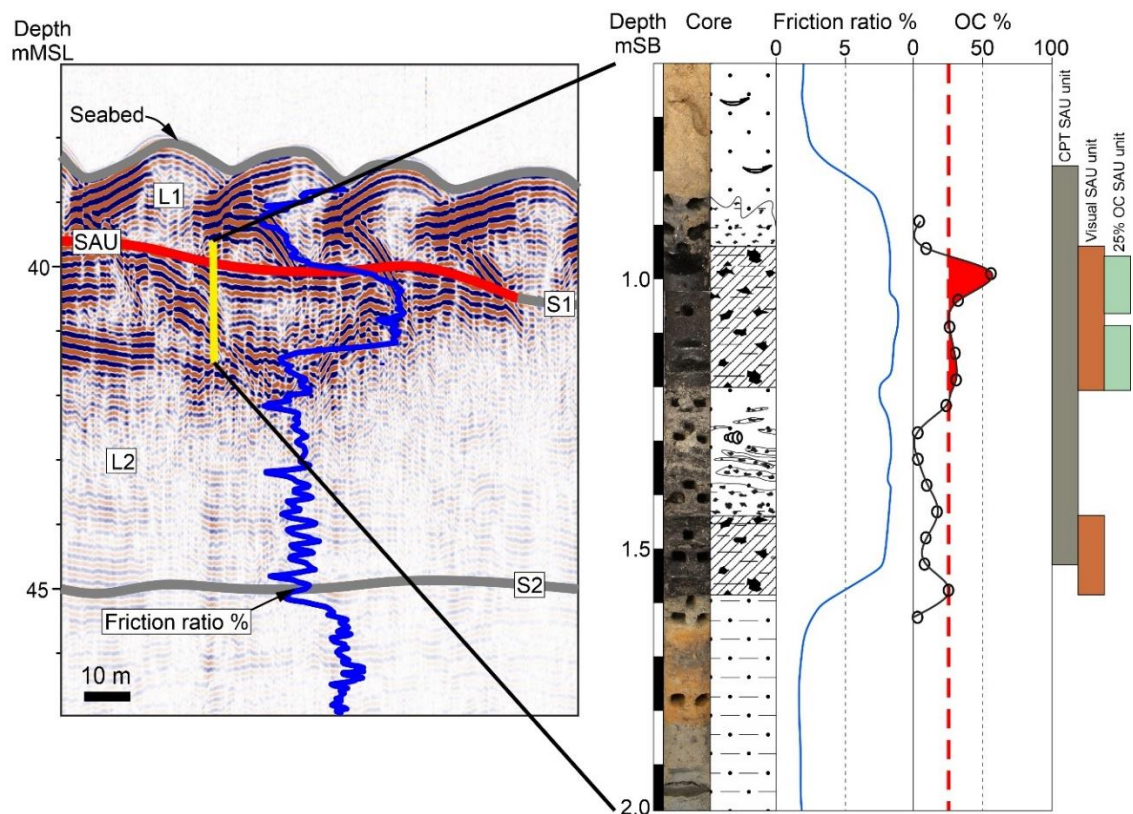 Depth
mMSL
Seabed
L1
SAU
40
S1
L2
S2
45
Friction ratio %
10 m
Depth
mSB
Core
Friction ratio %
OC %
0
5
0
50
100
1.0
1.5
2.0
CPT SAU unit
Visual SAU unit
25% OC SAU unit